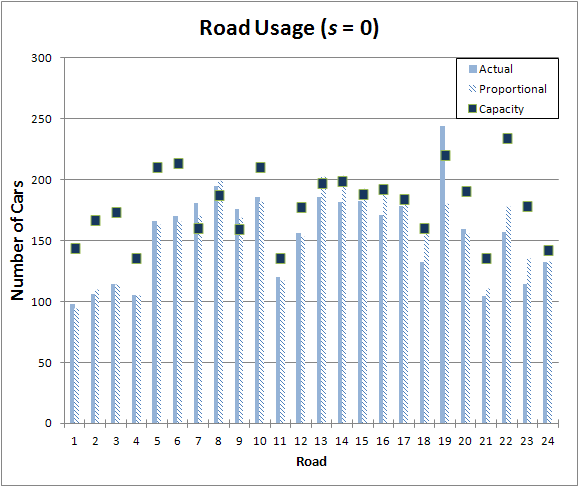 Road Usage (s = 0)
Actual
Proportional
Capacity
Number of Cars
300
250
200
150
100
50
0
1 2 3 4 5 6 7 8 9 10 11 12 13 14 15 16 17 18 19 20 21 22 23 24
Road